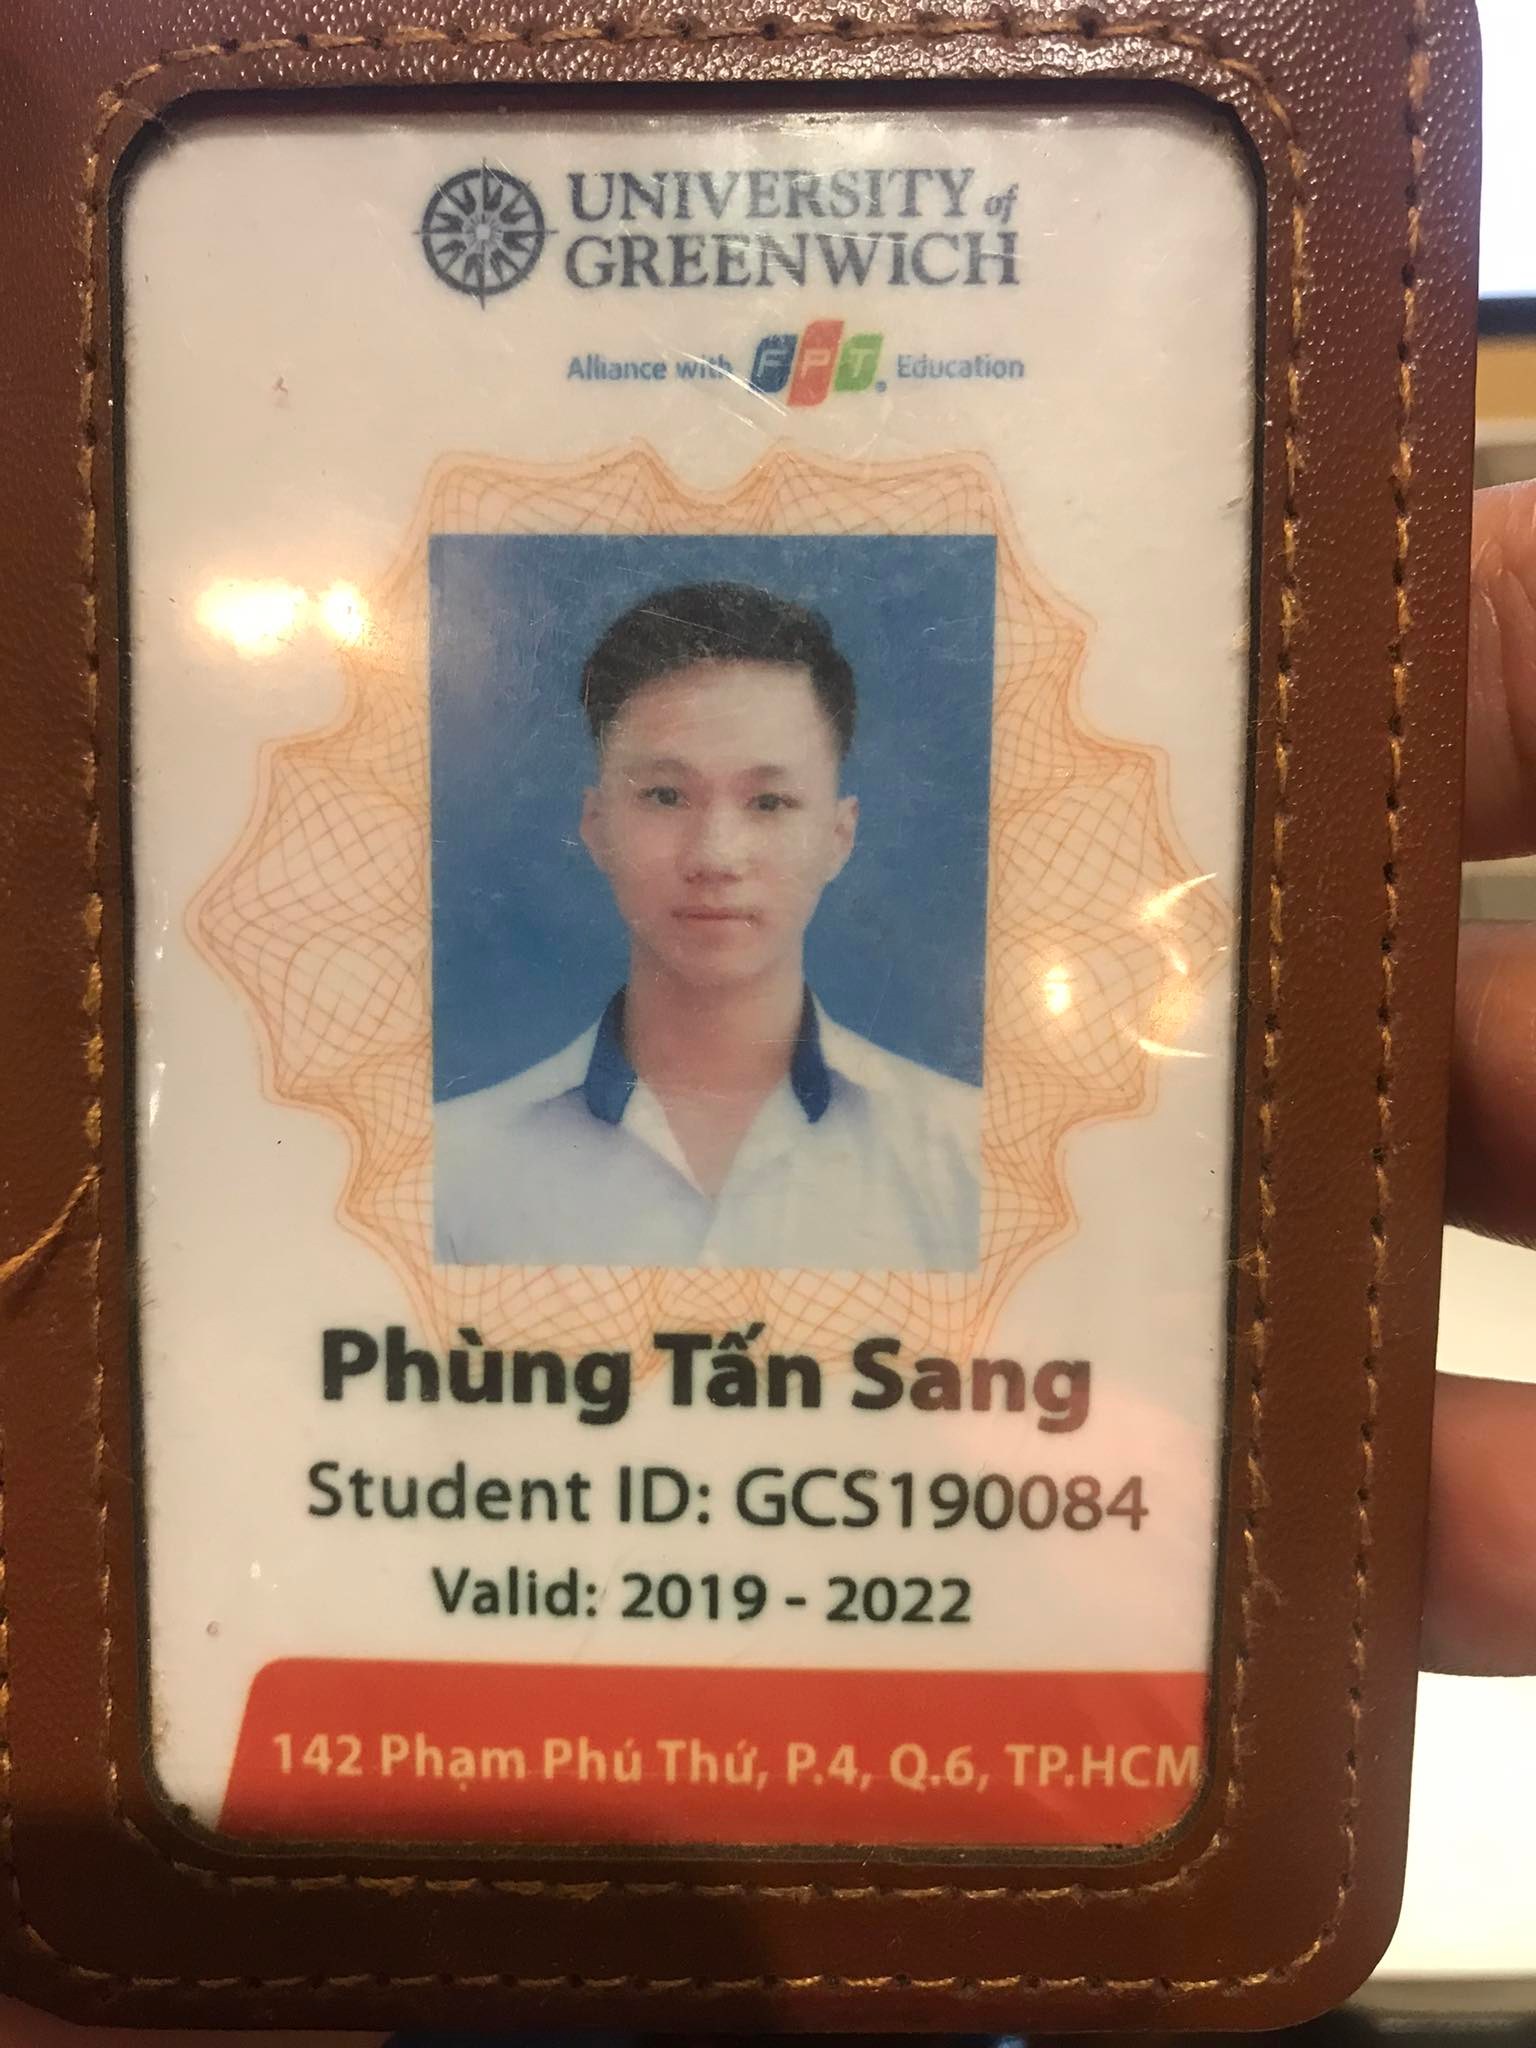 UNIVERSITY of
GREENWICH
Alliance with FPT Education
Phùng Tấn Sang
Student ID: GCS190084
Valid: 2019 - 2022
142 Phạm Phú Thứ, P.4, Q.6, TP.HCM